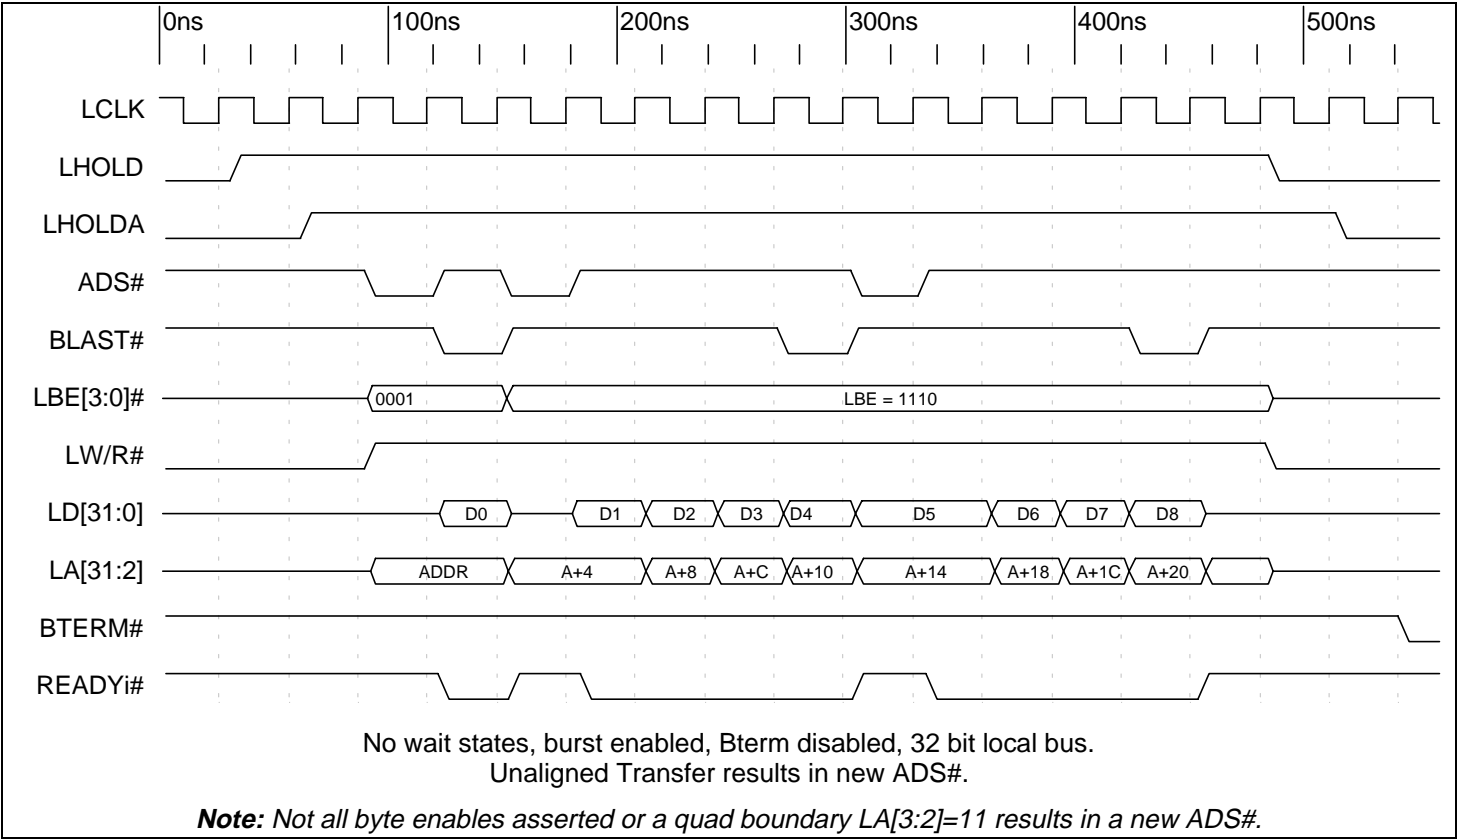 0ns 100ns 200ns 300ns 400ns 500ns
LCLK
LHOLD
LHOLDA
ADS#
BLAST#
LBE[3:0]# 0001 LBE = 1110
LW/R#
LD[31:0] D0 D1 D2 D3 D4 D5 D6 D7 D8
LA[31:2] ADDR A+4 A+8 A+C A+10 A+14 A+18 A+1C A+20
BTERM#
READYi#
No wait states, burst enabled, Bterm disabled, 32 bit local bus.
Unaligned Transfer results in new ADS#.
Note: Not all byte enables asserted or a quad boundary LA[3:2]=11 results in a new ADS#.